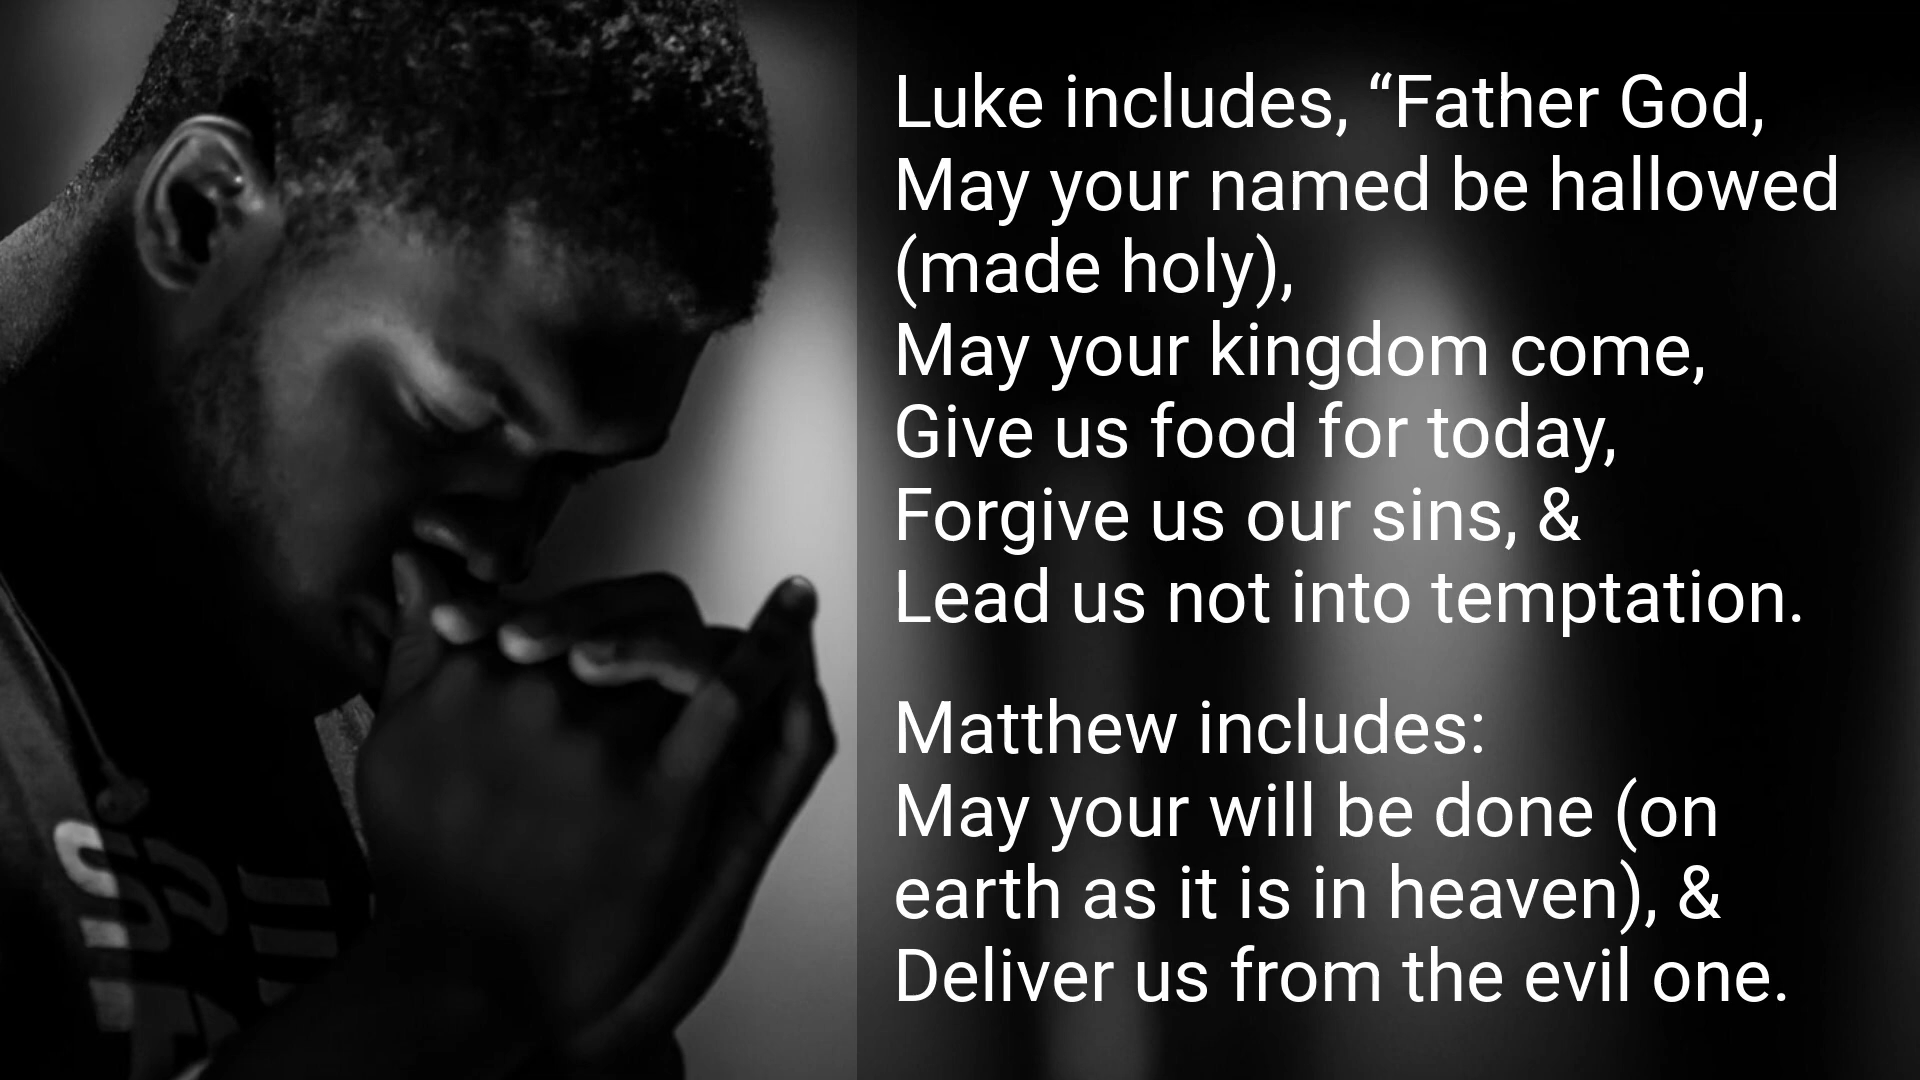 Luke includes, “Father God,
May your named be hallowed
(made holy),
May your kingdom come,
Give us food for today,
Forgive us our sins, &
Lead us not into temptation.
Matthew includes:
May your will be done (on
earth as it is in heaven), &
Deliver us from the evil one.